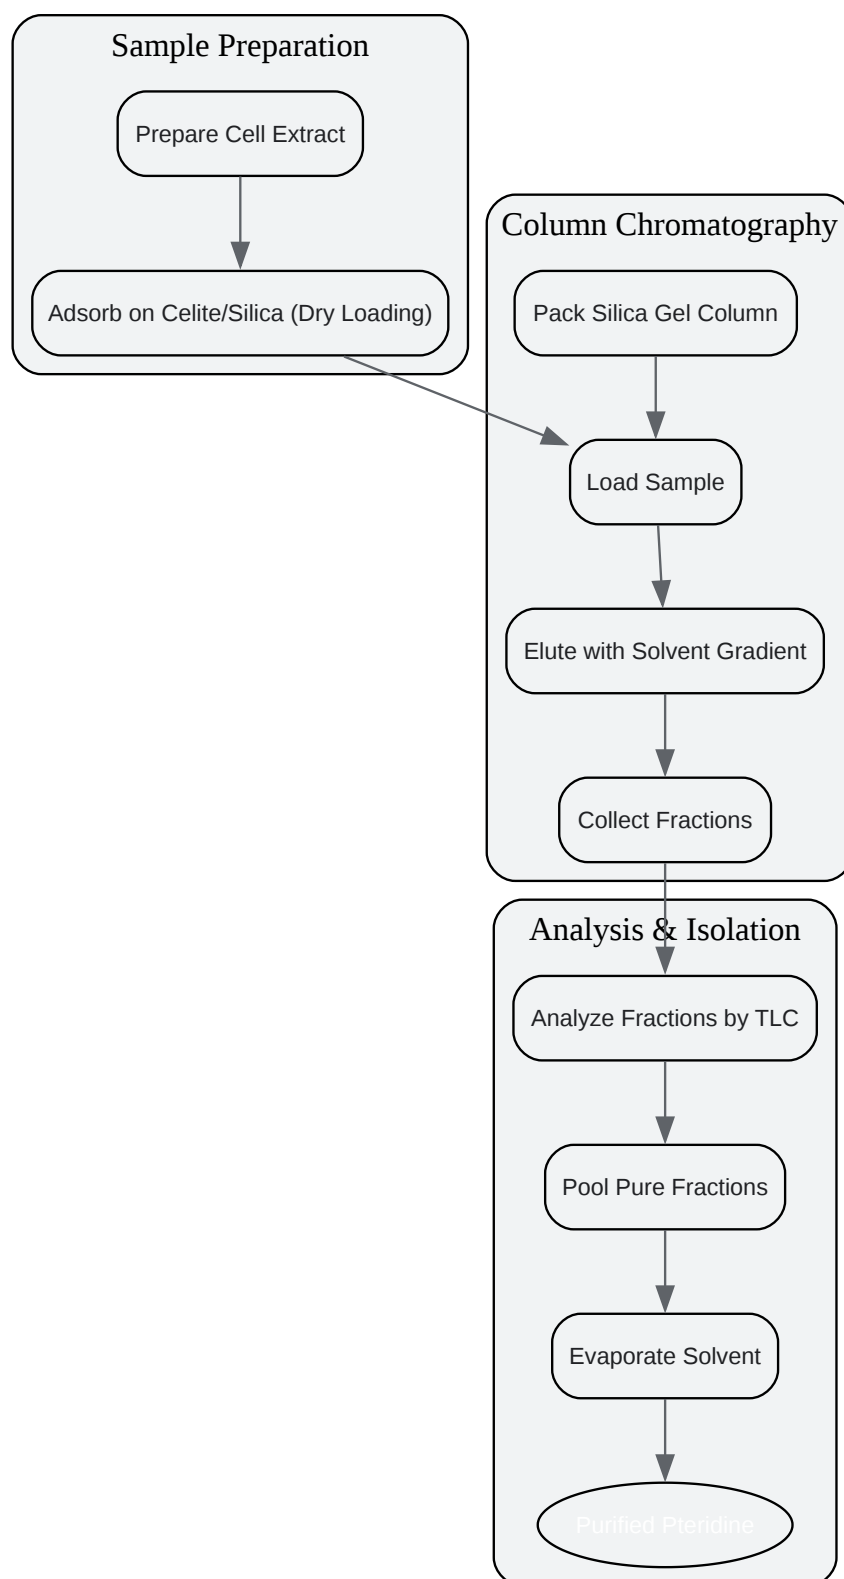 Sample Preparation
Prepare Cell Extract
Adsorb on Celite/Silica (Dry Loading)
Column Chromatography
Pack Silica Gel Column
Load Sample
Elute with Solvent Gradient
Collect Fractions
Analysis & Isolation
Analyze Fractions by TLC
Pool Pure Fractions
Evaporate Solvent
Purified Pteridine